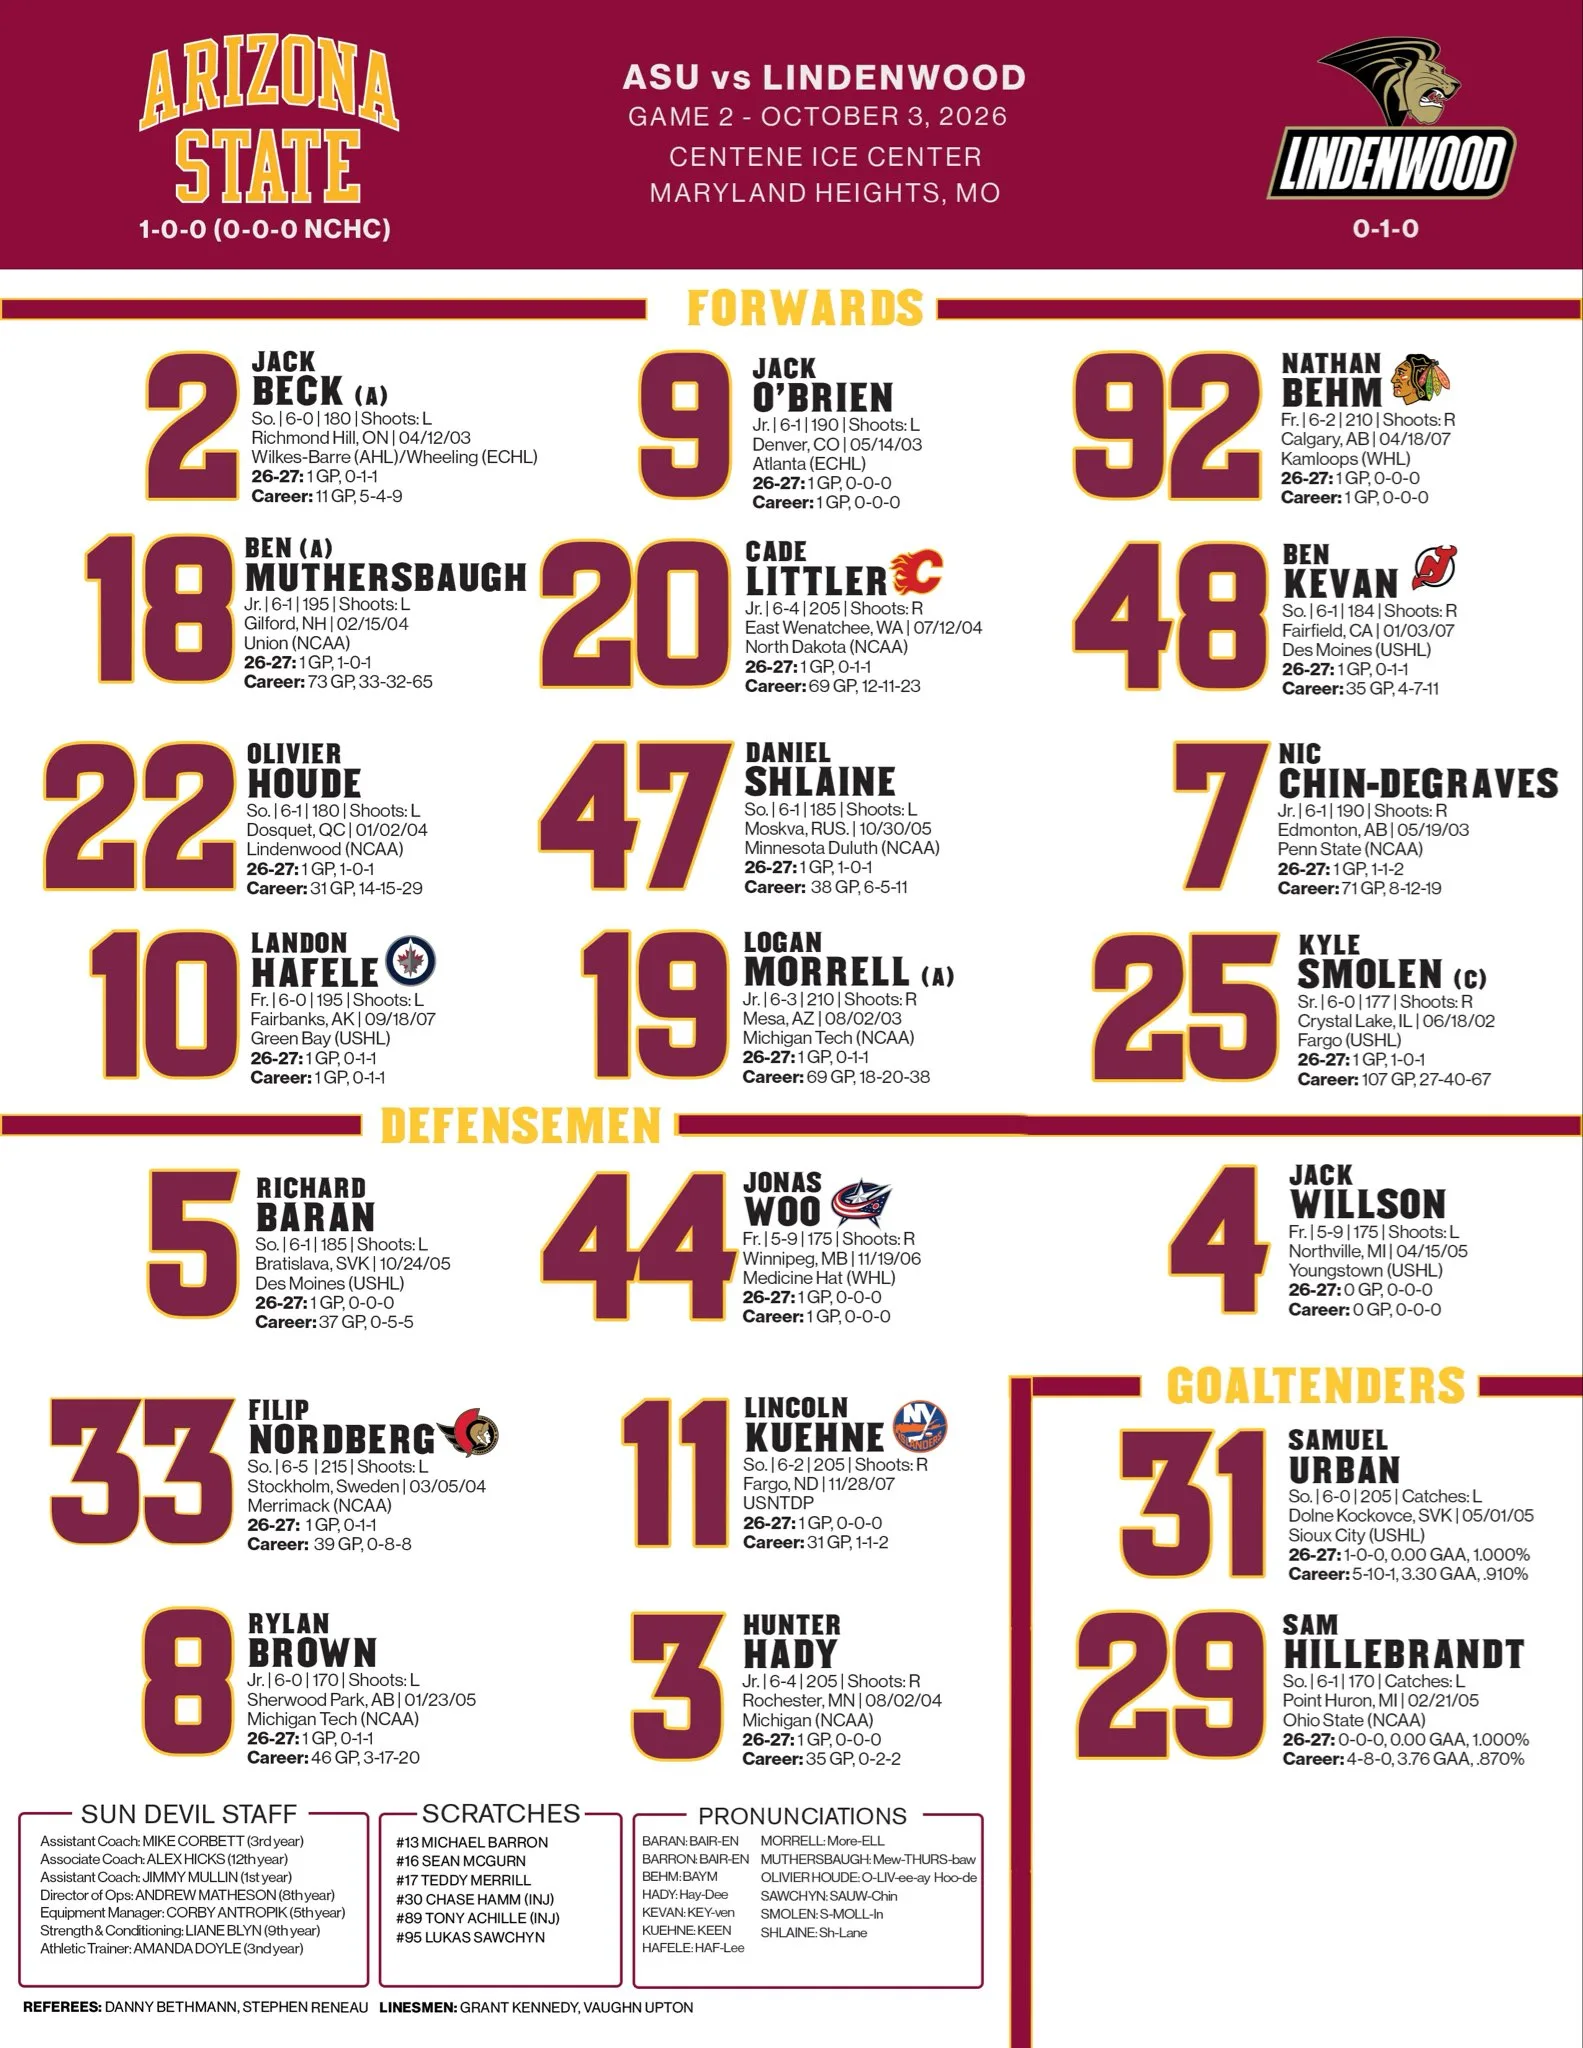 ARIZONA
STATE
1-0-0 (0-0-0 NCHC)
ASU vs LINDENWOOD
GAME 2 - OCTOBER 3, 2026
CENTENE ICE CENTER
MARYLAND HEIGHTS, MO
LINDENWOOD
0-1-0
FORWARDS
2
JACK
BECK (A)
So. | 6-0 | 180 | Shoots: L
Richmond Hill, ON | 04/12/03
Wilkes-Barre (AHL)/Wheeling (ECHL)
26-27: 1 GP, 0-1-1
Career: 11 GP, 5-4-9
9
JACK
O'BRIEN
Jr. | 6-1 | 190 | Shoots: L
Denver, CO | 05/14/03
Atlanta (ECHL)
26-27: 1 GP, 0-0-0
Career: 1 GP, 0-0-0
92
NATHAN
BEHM
Fr. | 6-2 | 210 | Shoots: R
Calgary, AB | 04/18/07
Kamloops (WHL)
26-27: 1 GP, 0-0-0
Career: 1 GP, 0-0-0
18
BEN (A)
MUTHERSBAUGH
Jr. | 6-1 | 195 | Shoots: L
Gilford, NH | 02/15/04
Union (NCAA)
26-27: 1 GP, 1-0-1
Career: 73 GP, 33-32-65
20
CADE
LITTLER
Jr. | 6-4 | 205 | Shoots: R
East Wenatchee, WA | 07/12/04
North Dakota (NCAA)
26-27: 1 GP, 0-1-1
Career: 69 GP, 12-11-23
48
BEN
KEVAN
So. | 6-1 | 184 | Shoots: R
Fairfield, CA | 01/03/07
Des Moines (USHL)
26-27: 1 GP, 0-1-1
Career: 35 GP, 4-7-11
22
OLIVIER
HOUDE
So. | 6-1 | 180 | Shoots: L
Dosquet, QC | 01/02/04
Lindenwood (NCAA)
26-27: 1 GP, 1-0-1
Career: 31 GP, 14-15-29
47
DANIEL
SHLAINE
So. | 6-1 | 185 | Shoots: L
Moskva, RUS. | 10/30/05
Minnesota Duluth (NCAA)
26-27: 1 GP, 1-0-1
Career: 38 GP, 6-5-11
7
NIC
CHIN-DEGRAVES
Jr. | 6-1 | 190 | Shoots: R
Edmonton, AB | 05/19/03
Penn State (NCAA)
26-27: 1 GP, 1-1-2
Career: 71 GP, 8-12-19
10
LANDON
HAFELE
Fr. | 6-0 | 195 | Shoots: L
Fairbanks, AK | 09/18/07
Green Bay (USHL)
26-27: 1 GP, 0-1-1
Career: 1 GP, 0-1-1
19
LOGAN
MORRELL (A)
Jr. | 6-3 | 210 | Shoots: R
Mesa, AZ | 08/02/03
Michigan Tech (NCAA)
26-27: 1 GP, 0-1-1
Career: 69 GP, 18-20-38
25
KYLE
SMOLEN (C)
Sr. | 6-0 | 177 | Shoots: R
Crystal Lake, IL | 06/18/02
Fargo (USHL)
26-27: 1 GP, 1-0-1
Career: 107 GP, 27-40-67
DEFENSEMEN
5
RICHARD
BARAN
So. | 6-1 | 185 | Shoots: L
Bratislava, SVK | 10/24/05
Des Moines (USHL)
26-27: 1 GP, 0-0-0
Career: 37 GP, 0-5-5
44
JONAS
WOO
Fr. | 5-9 | 175 | Shoots: R
Winnipeg, MB | 11/19/06
Medicine Hat (WHL)
26-27: 1 GP, 0-0-0
Career: 1 GP, 0-0-0
4
JACK
WILLSON
Fr. | 5-9 | 175 | Shoots: L
Northville, MI | 04/15/05
Youngstown (USHL)
26-27: 0 GP, 0-0-0
Career: 0 GP, 0-0-0
33
FILIP
NORDBERG
So. | 6-5 | 215 | Shoots: L
Stockholm, Sweden | 03/05/04
Merrimack (NCAA)
26-27: 1 GP, 0-1-1
Career: 39 GP, 0-8-8
11
LINCOLN
KUEHNE
NY
ISLANDERS
So. | 6-2 | 205 | Shoots: R
Fargo, ND | 11/28/07
USNTDP
26-27: 1 GP, 0-0-0
Career: 31 GP, 1-1-2
8
RYLAN
BROWN
Jr. | 6-0 | 170 | Shoots: L
Sherwood Park, AB | 01/23/05
Michigan Tech (NCAA)
26-27: 1 GP, 0-1-1
Career: 46 GP, 3-17-20
3
HUNTER
HADY
Jr. | 6-4 | 205 | Shoots: R
Rochester, MN | 08/02/04
Michigan (NCAA)
26-27: 1 GP, 0-0-0
Career: 35 GP, 0-2-2
GOALTENDERS
31
SAMUEL
URBAN
So. | 6-0 | 205 | Catches: L
Dolne Kockovce, SVK | 05/01/05
Sioux City (USHL)
26-27: 1-0-0, 0.00 GAA, 1.000%
Career: 5-10-1, 3.30 GAA, .910%
29
SAM
HILLEBRANDT
So. | 6-1 | 170 | Catches: L
Point Huron, MI | 02/21/05
Ohio State (NCAA)
26-27: 0-0-0, 0.00 GAA, 1.000%
Career: 4-8-0, 3.76 GAA, .870%
SUN DEVIL STAFF
Assistant Coach: MIKE CORBETT (3rd year)
Associate Coach: ALEX HICKS (12th year)
Assistant Coach: JIMMY MULLIN (1st year)
Director of Ops: ANDREW MATHESON (8th year)
Equipment Manager: CORBY ANTROPIK (5th year)
Strength & Conditioning: LIANE BLYN (9th year)
Athletic Trainer: AMANDA DOYLE (3nd year)
SCRATCHES
#13 MICHAEL BARRON
#16 SEAN MCGURN
#17 TEDDY MERRILL
#30 CHASE HAMM (INJ)
#89 TONY ACHILLE (INJ)
#95 LUKAS SAWCHYN
PRONUNCIATIONS
BARAN: BAIR-EN
BARRON: BAIR-EN
BEHM: BAYM
HADY: Hay-Dee
KEVAN: KEY-ven
KUEHNE: KEEN
HAFELE: HAF-Lee
MORRELL: More-ELL
MUTHERSBAUGH: Mew-THURS-baw
OLIVIER HOUDE: O-LIV-ee-ay Hoo-de
SAWCHYN: SAUW-Chin
SMOLEN: S-MOLL-In
SHLAINE: Sh-Lane
REFEREES: DANNY BETHMANN, STEPHEN RENEAU LINESMEN: GRANT KENNEDY, VAUGHN UPTON